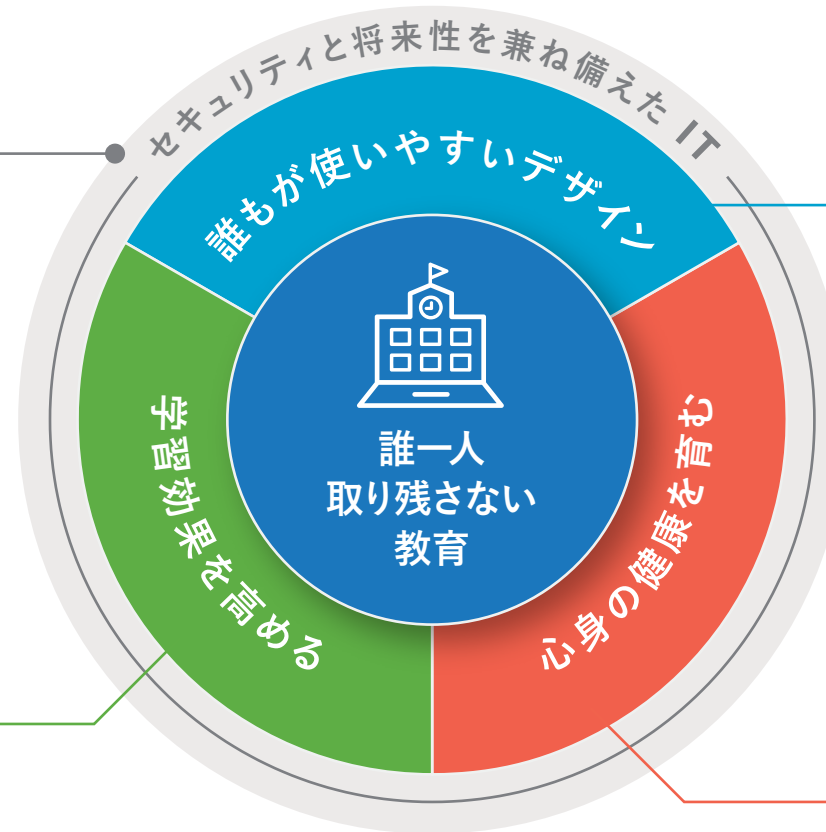 セキュリティと将来性を兼ね備えた IT
誰もが使いやすいデザイン
学習効果を高める
心身の健康を育む
誰一人
取り残さない
教育